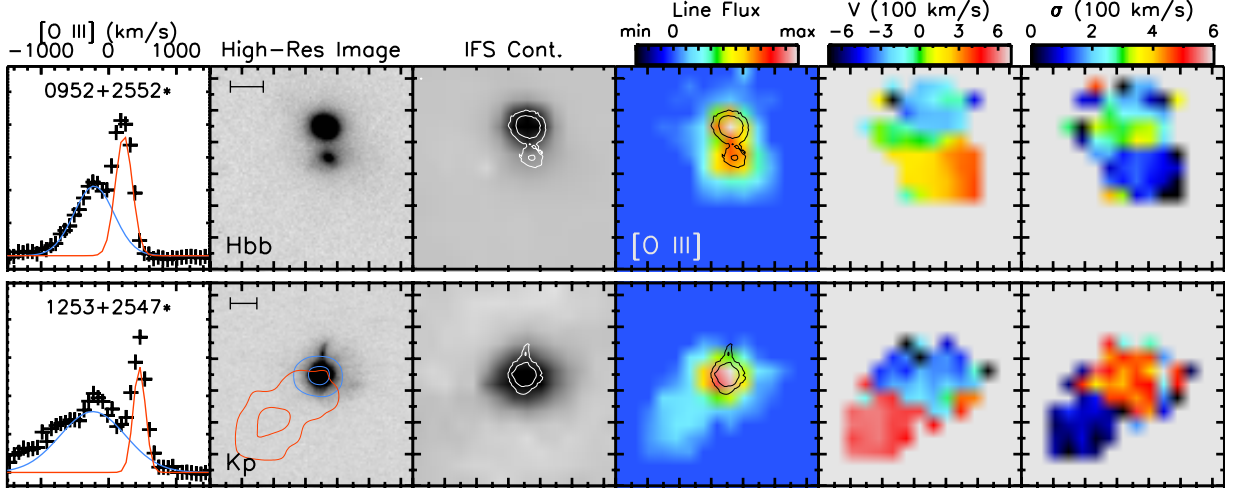 [O III] (km/s)
Line Flux
V (100 km/s)
σ (100 km/s)
−1000 0 1000
High-Res Image
IFS Cont.
min 0 max
−6 −3 0 3 6
0 2 4 6
0952+2552*
Hbb
[O III]
1253+2547*
Kp